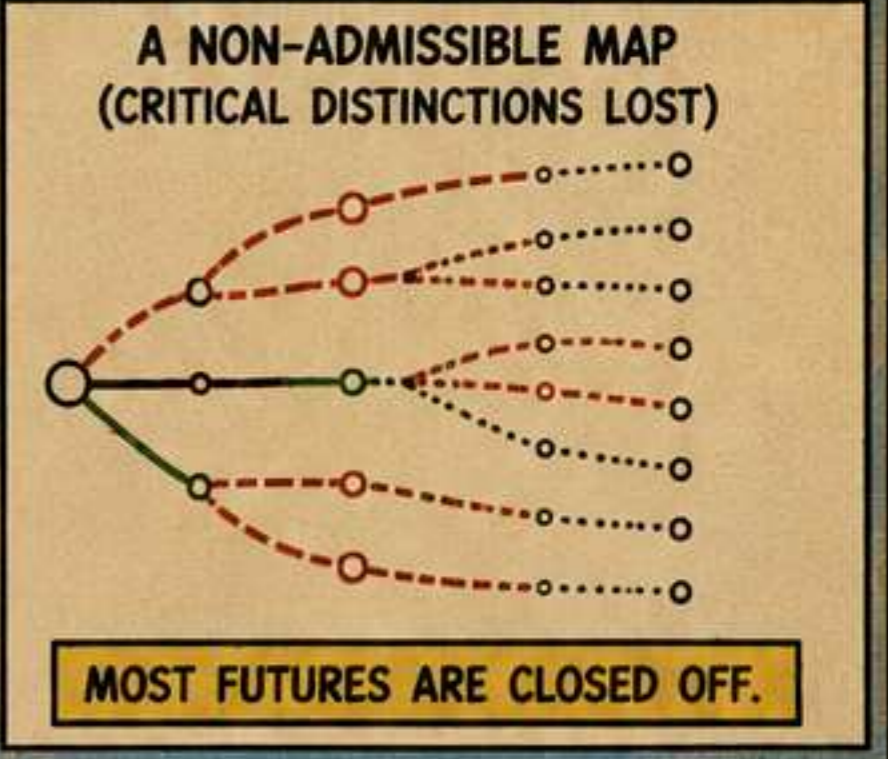 A NON-ADMISSIBLE MAP
(CRITICAL DISTINCTIONS LOST)
MOST FUTURES ARE CLOSED OFF.